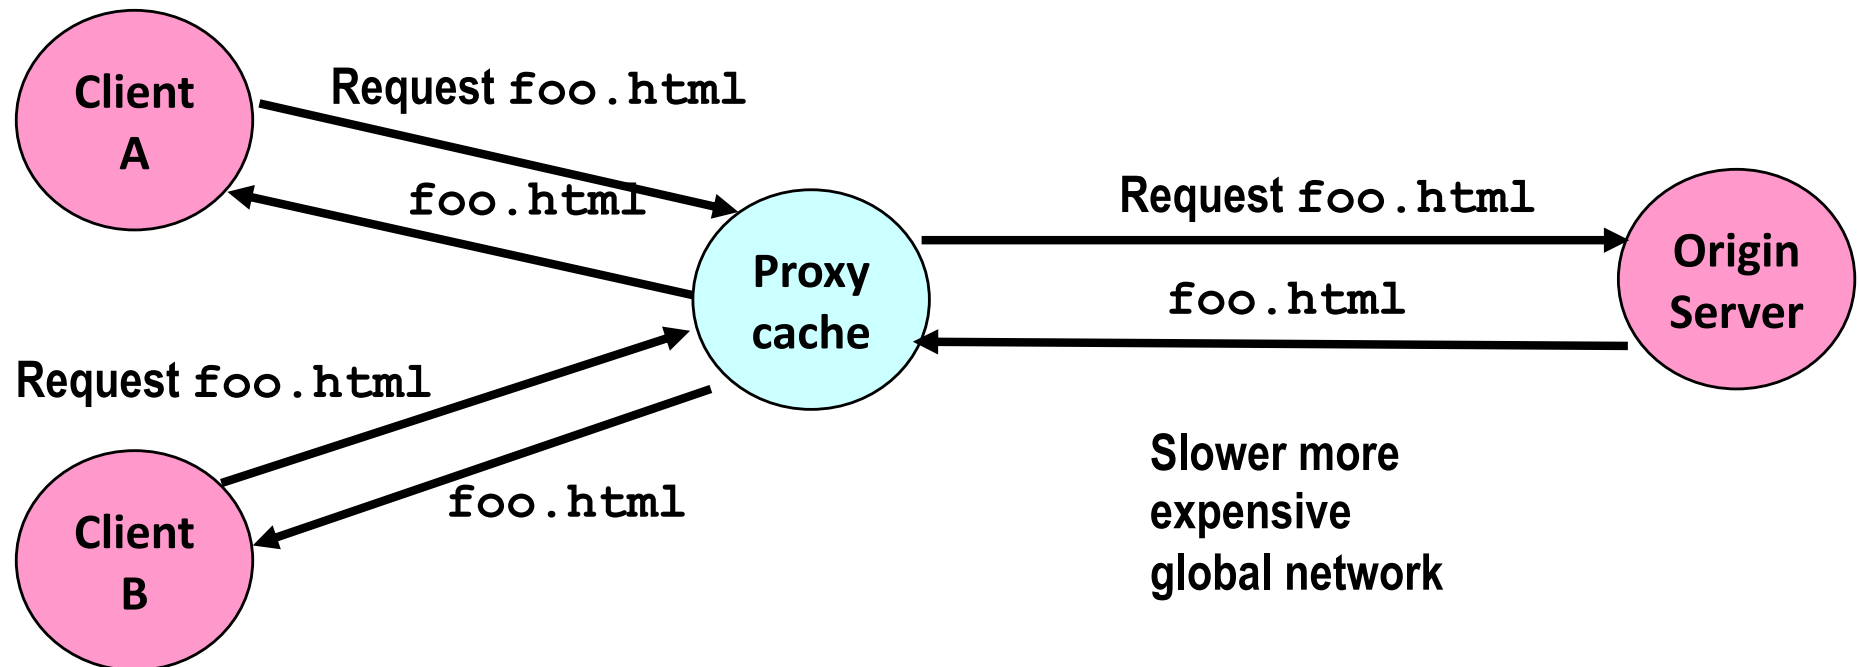 Client
A
Request foo.html
foo.html
Request foo.html
Origin
Server
Proxy
cache
foo.html
Request foo.html
foo.html
Client
B
Slower more
expensive
global network